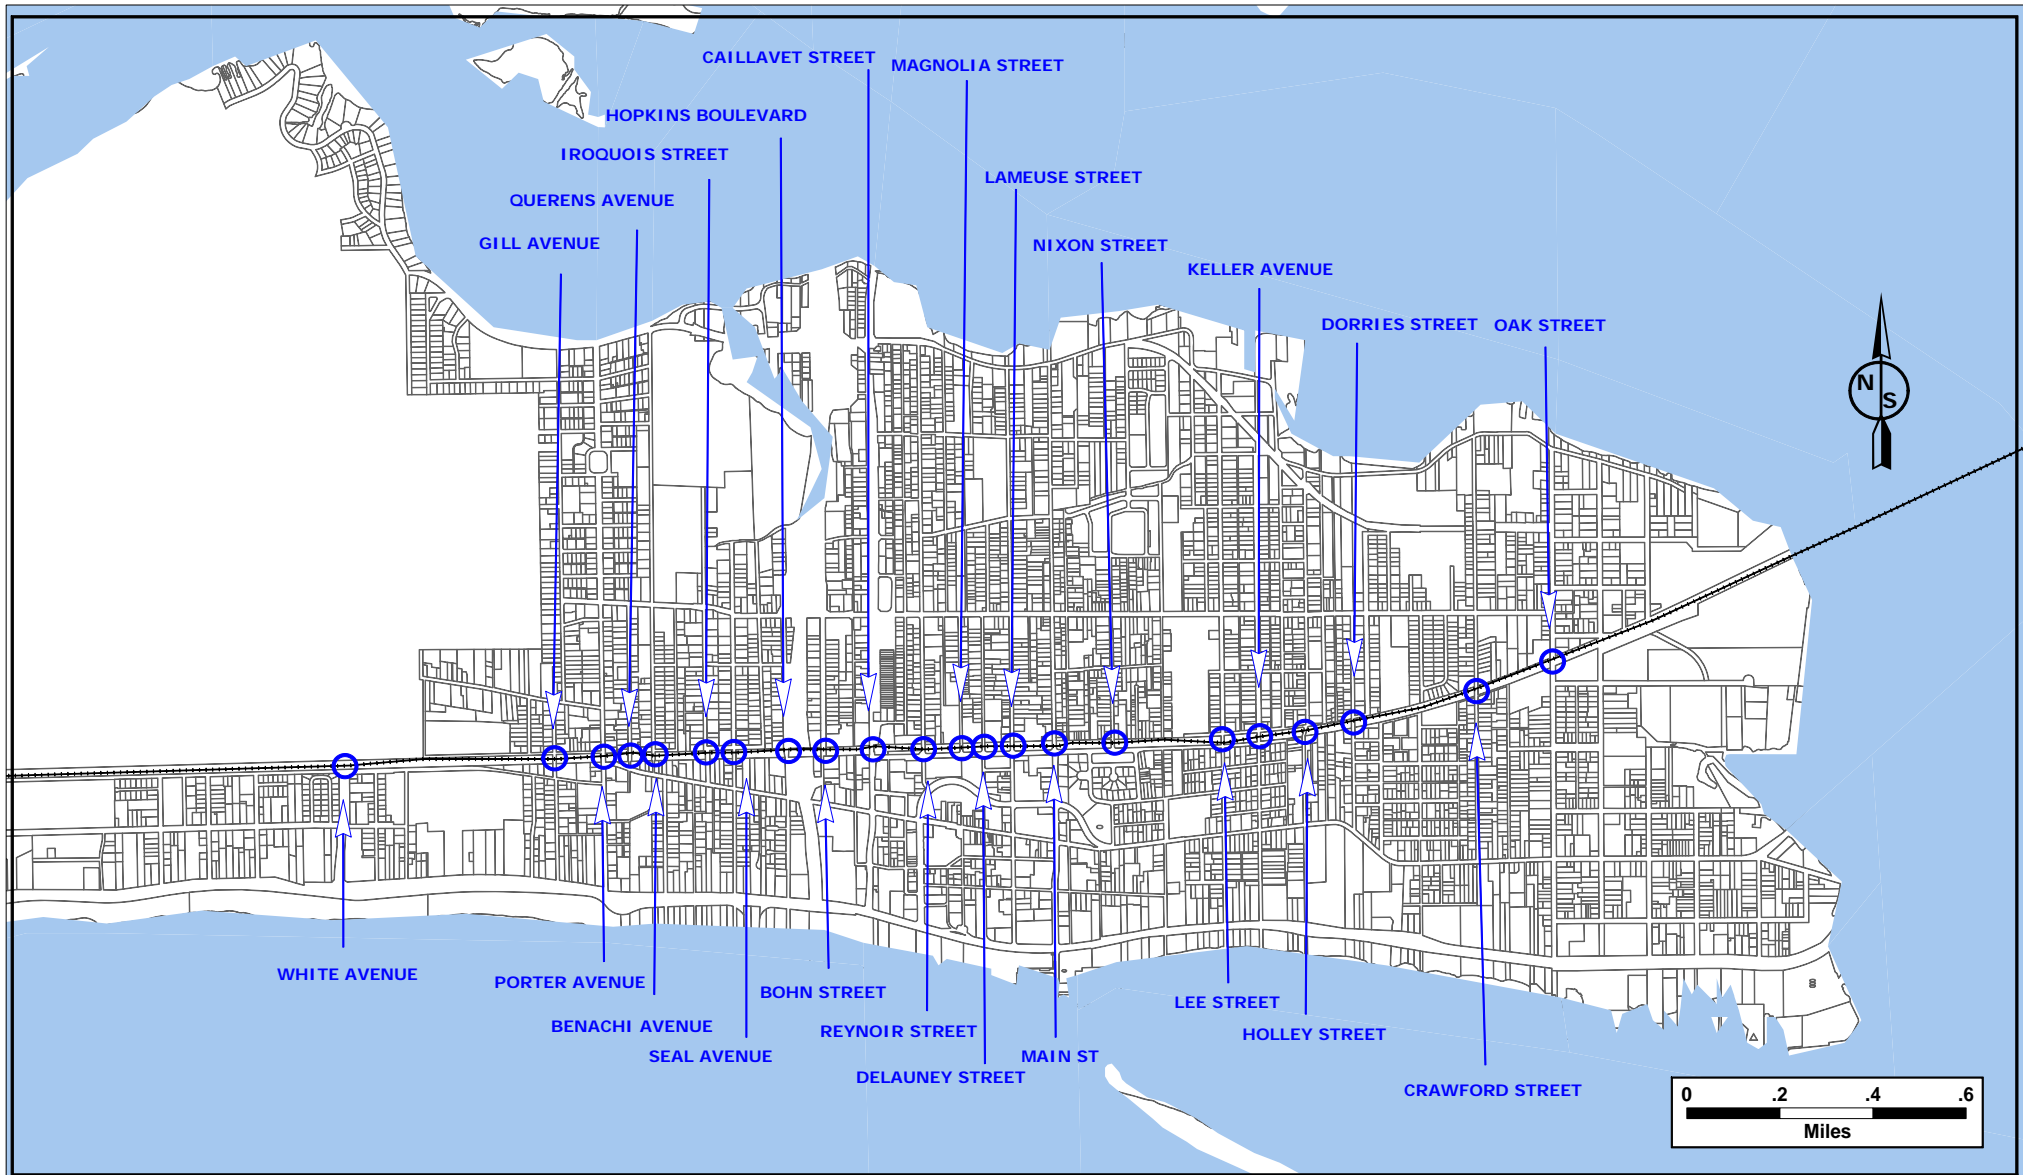 CAILLAVET STREET
MAGNOLIA STREET
HOPKINS BOULEVARD
IROQUOIS STREET
LAMEUSE STREET
QUERENS AVENUE
GILL AVENUE
NIXON STREET
KELLER AVENUE
DORRIES STREET
OAK STREET
N
S
WHITE AVENUE
PORTER AVENUE
BOHN STREET
LEE STREET
BENACHI AVENUE
REYNOIR STREET
HOLLEY STREET
SEAL AVENUE
MAIN ST
DELAUNEY STREET
CRAWFORD STREET
0 .2 .4 .6
Miles